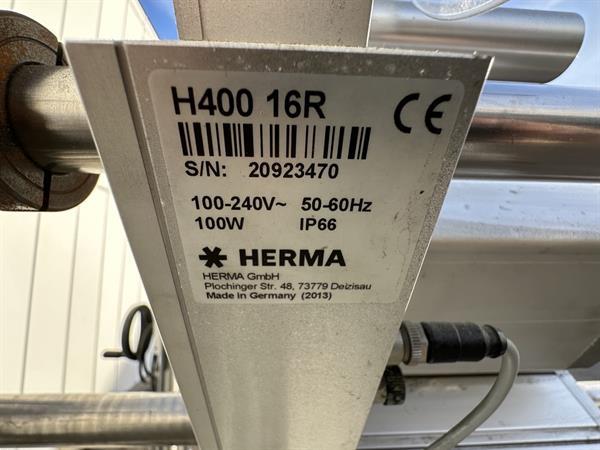 H400 16R
CE
S/N: 20923470
100-240V~ 50-60Hz
100W IP66
HERMA
HERMA GmbH
Plochinger Str. 48, 73779 Deizisau
Made in Germany (2013)